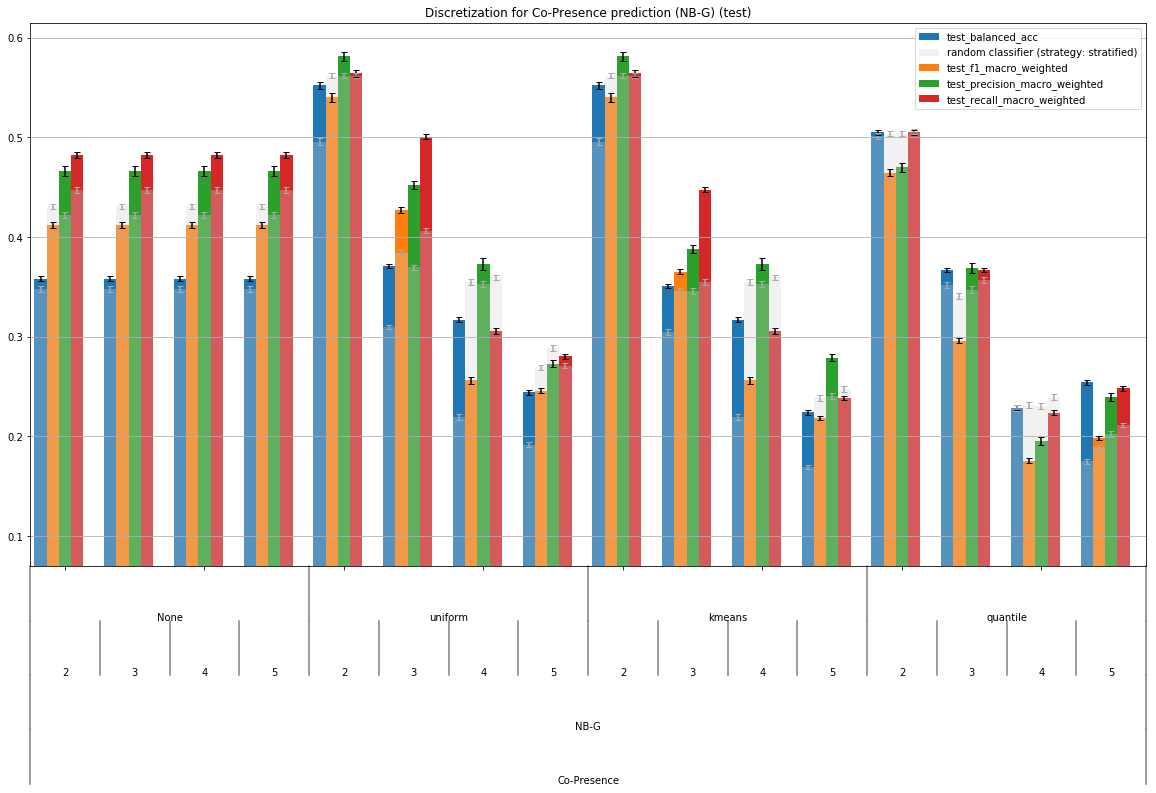 Discretization for Co-Presence prediction (NB-G) (test)
test_balanced_acc
random classifier (strategy: stratified)
test_f1_macro_weighted
test_precision_macro_weighted
test_recall_macro_weighted
0.6
0.5
0.4
0.3
0.2
0.1
None uniform kmeans quantile
2 3 4 5 2 3 4 5 2 3 4 5 2 3 4 5
NB-G
Co-Presence